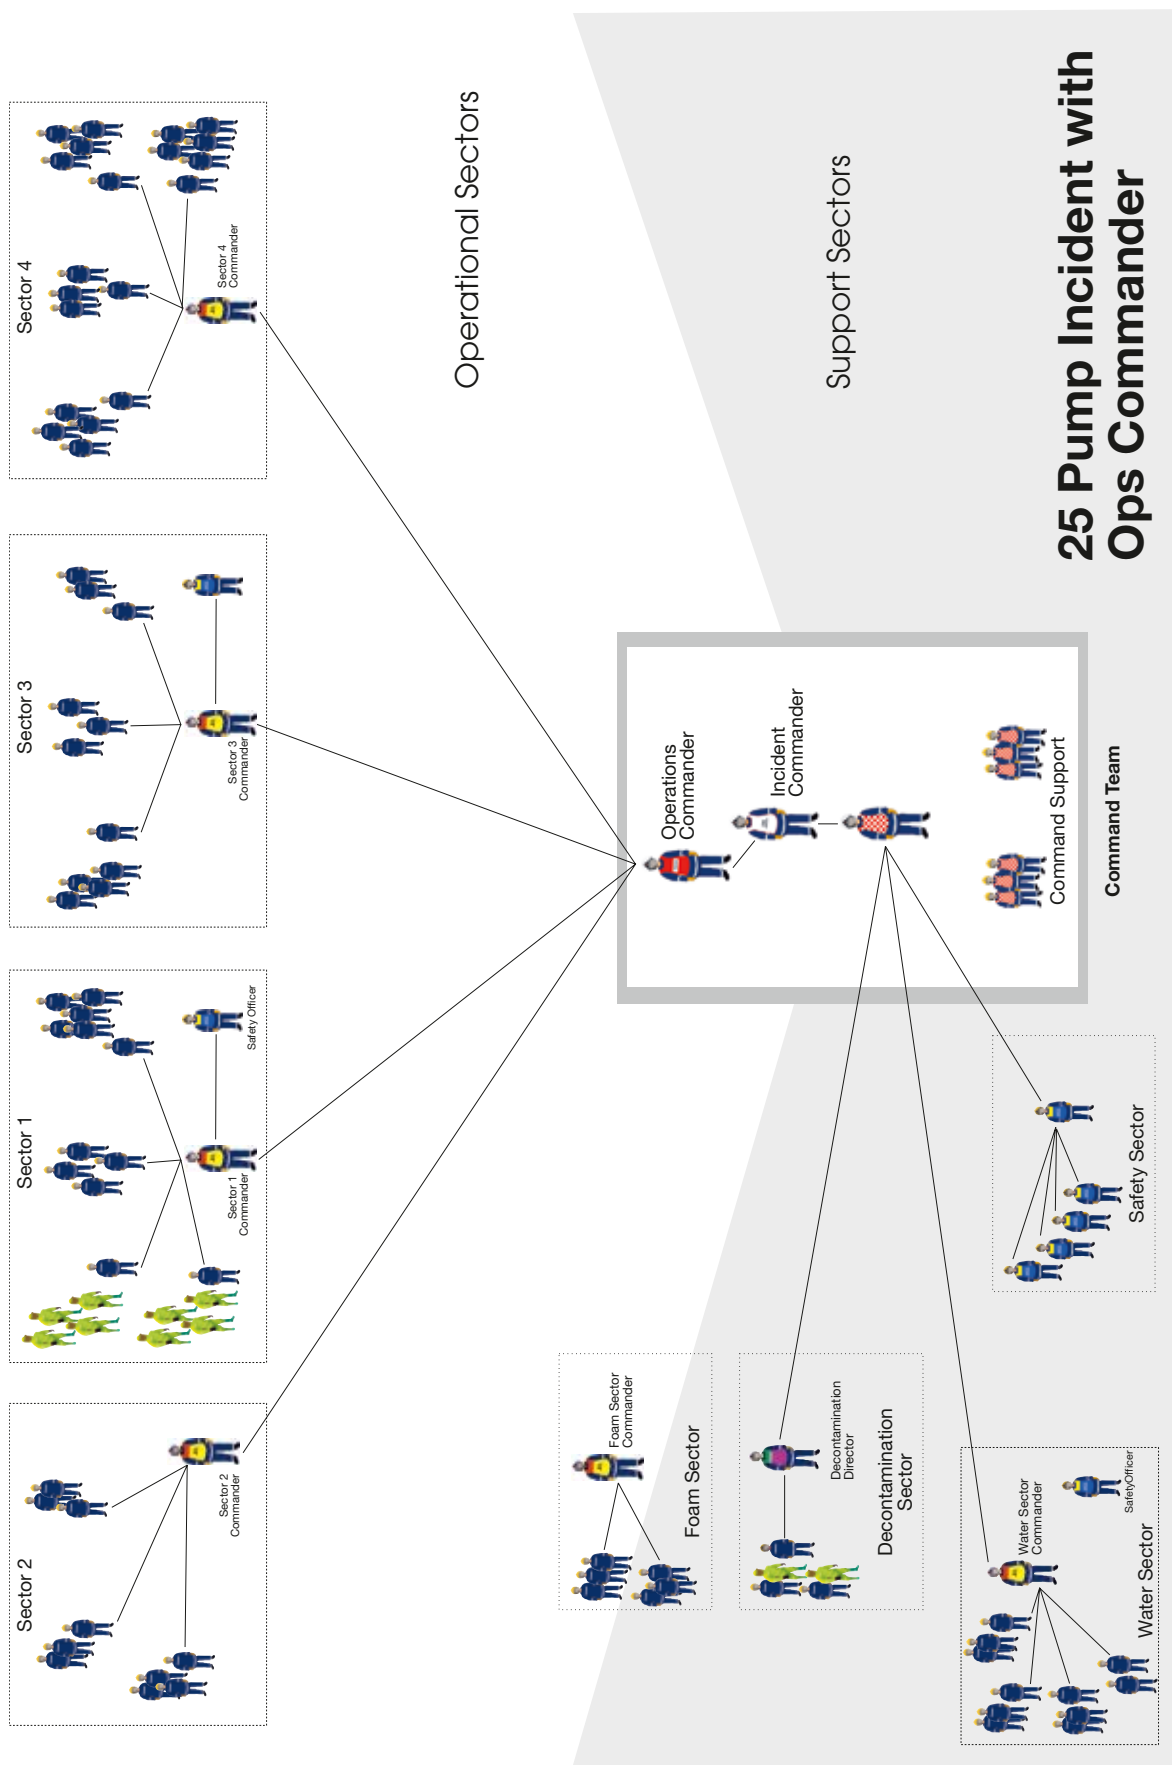 Sector 2
Sector 2
Commander
Sector 1
Sector 1
Commander
Safety Officer
Sector 3
Sector 3
Commander
Sector 4
Sector 4
Commander
Operational Sectors
Foam Sector
Commander
Foam Sector
Decontamination
Director
Decontamination
Sector
Water Sector
Commander
SafetyOfficer
Water Sector
Safety Sector
Operations
Commander
Incident
Commander
Command Support
Command Team
Support Sectors
25 Pump Incident with
Ops Commander